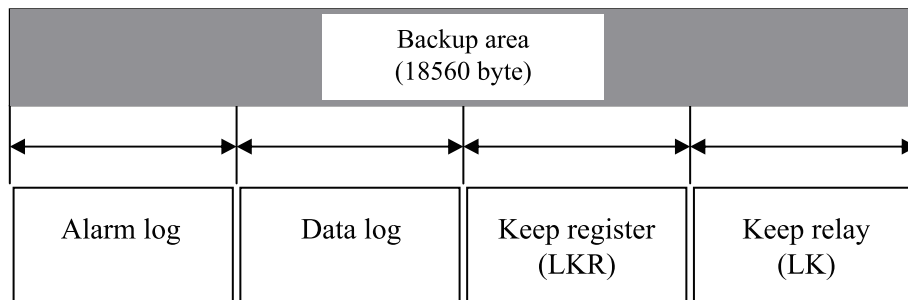 Backup area
(18560 byte)
Alarm log
Data log
Keep register
(LKR)
Keep relay
(LK)